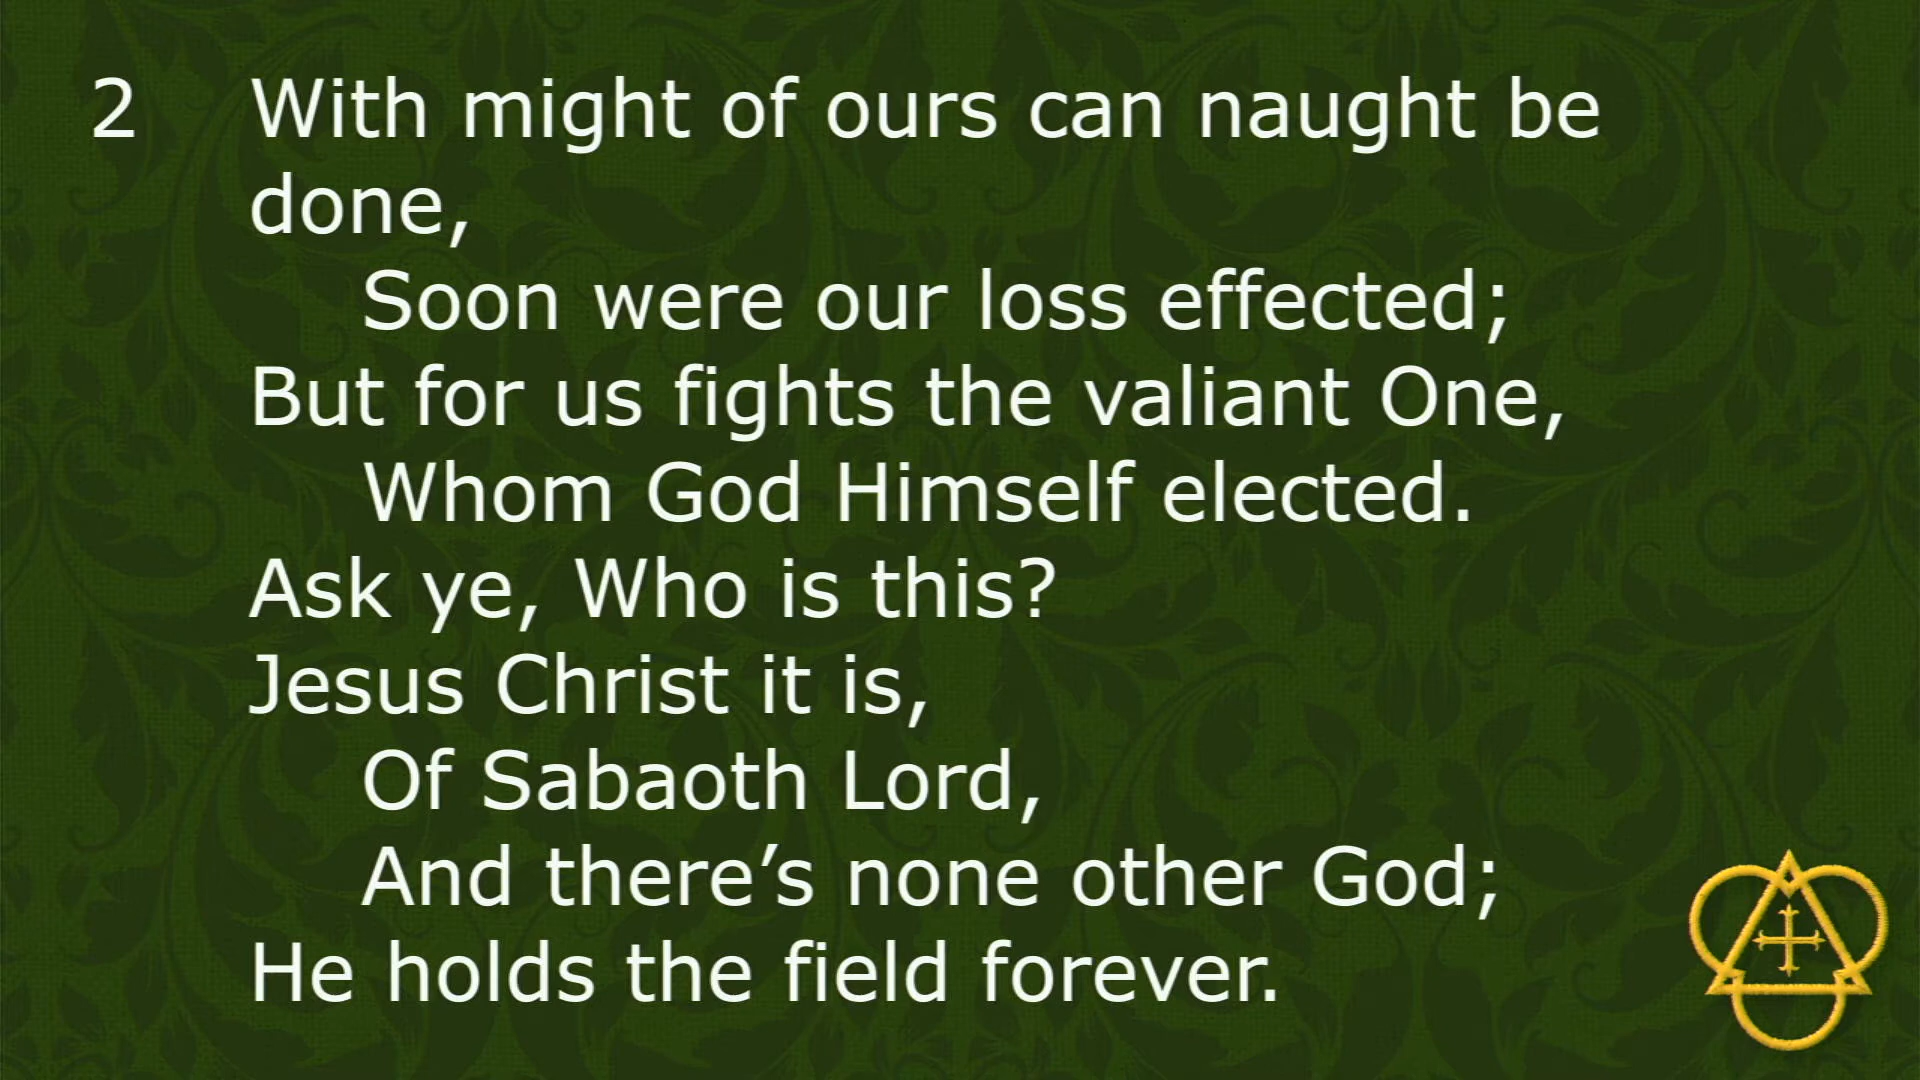 2 With might of ours can naught be
done,
Soon were our loss effected;
But for us fights the valiant One,
Whom God Himself elected.
Ask ye, Who is this?
Jesus Christ it is,
Of Sabaoth Lord,
And there’s none other God;
He holds the field forever.